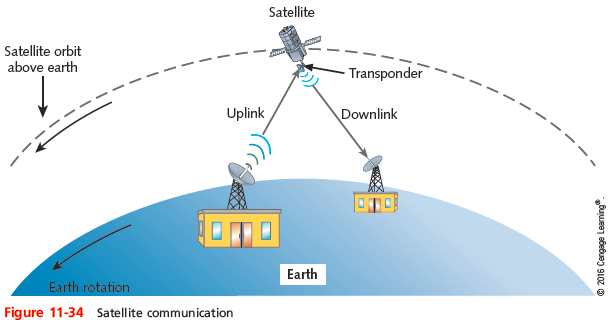 Satellite
Satellite orbit
above earth
Transponder
Uplink
Downlink
Earth
Earth rotation
© 2016 Cengage Learning®.
Figure 11-34 Satellite communication